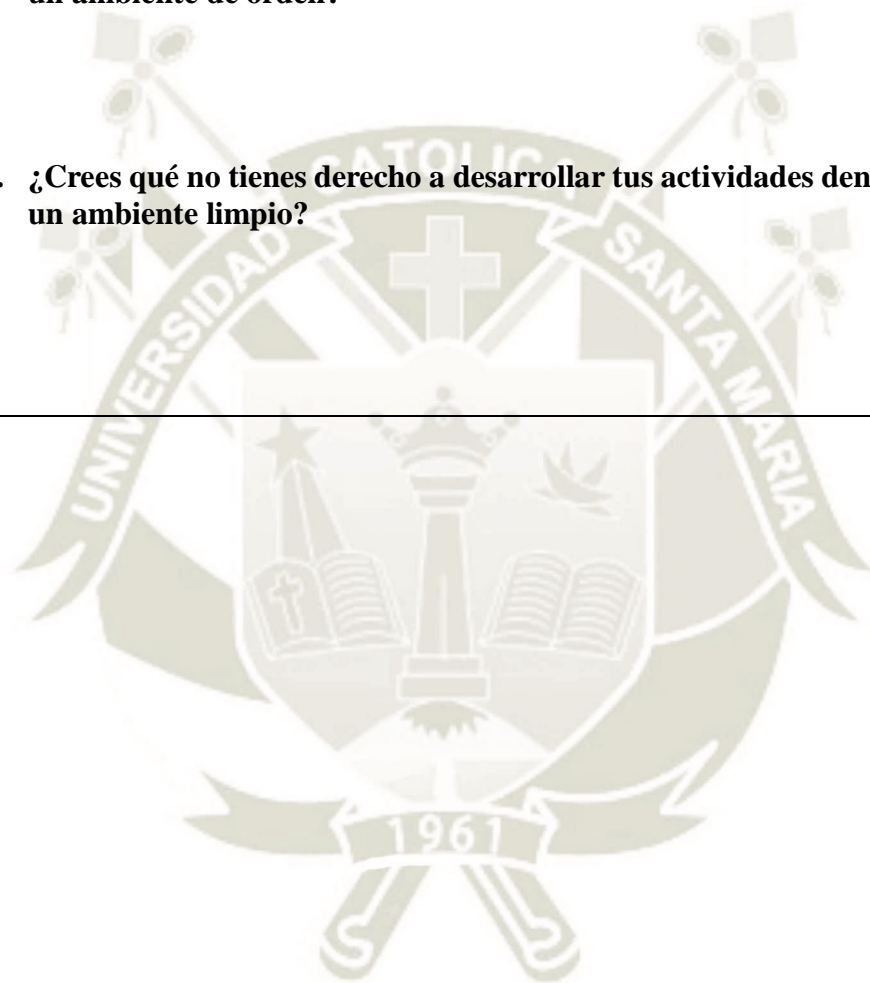 un ambiente de orden?
. ¿Crees qué no tienes derecho a desarrollar tus actividades den
un ambiente limpio?
UNIVERSIDAD CATOLICA SANTA MARIA
1961